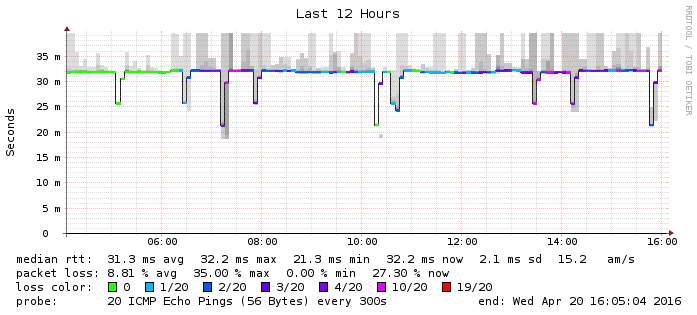 Last 12 Hours
RRDTOOL / TOBI OETIKER
Seconds
35 m
30 m
25 m
20 m
15 m
10 m
5 m
0
06:00 08:00 10:00 12:00 14:00 16:00
median rtt: 31.3 ms avg 32.2 ms max 21.3 ms min 32.2 ms now 2.1 ms sd 15.2 am/s
packet loss: 8.81 % avg 35.00 % max 0.00 % min 27.30 % now
loss color: 0 1/20 2/20 3/20 4/20 10/20 19/20
probe: 20 ICMP Echo Pings (56 Bytes) every 300s end: Wed Apr 20 16:05:04 2016